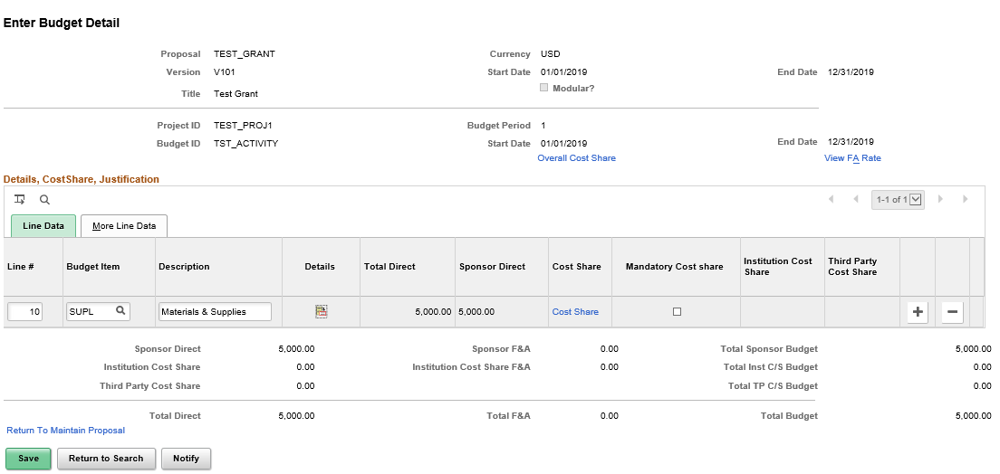 Enter Budget Detail
Proposal TEST_GRANT Currency USD
Version V101 Start Date 01/01/2019 End Date 12/31/2019
Modular?
Title Test Grant
Project ID TEST_PROJ1 Budget Period 1
Budget ID TST_ACTIVITY Start Date 01/01/2019 End Date 12/31/2019
Overall Cost Share View FA Rate
Details, CostShare, Justification
1-1 of 1
Line Data More Line Data
Line # Budget Item Description Details Total Direct Sponsor Direct Cost Share Mandatory Cost share Institution Cost Share Third Party Cost Share
10 SUPL Materials & Supplies 5,000.00 5,000.00 Cost Share
Sponsor Direct 5,000.00 Sponsor F&A 0.00 Total Sponsor Budget 5,000.00
Institution Cost Share 0.00 Institution Cost Share F&A 0.00 Total Inst C/S Budget 0.00
Third Party Cost Share 0.00 Total TP C/S Budget 0.00
Total Direct 5,000.00 Total F&A 0.00 Total Budget 5,000.00
Return To Maintain Proposal
Save Return to Search Notify